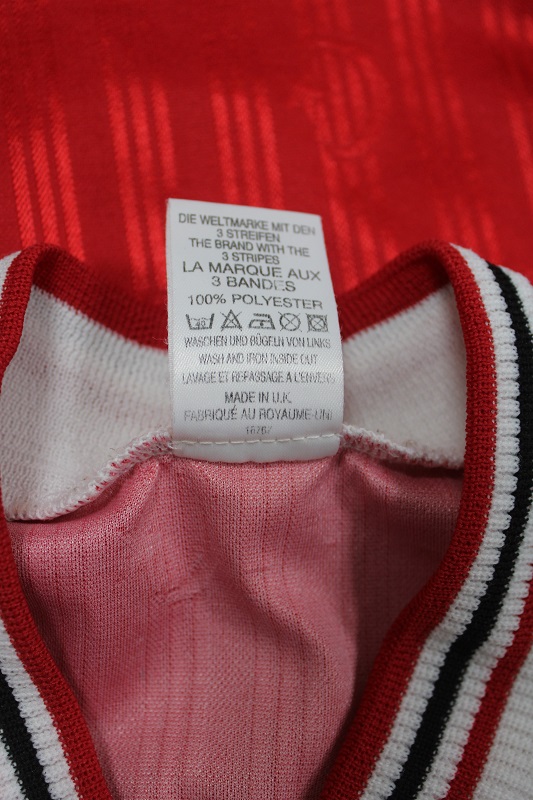 DIE WELTMARKE MIT DEN
3 STREIFEN
THE BRAND WITH THE
3 STRIPES
LA MARQUE AUX
3 BANDES
100% POLYESTER
WASCHEN UND BÜGELN VON LINKS
WASH AND IRON INSIDE OUT
LAVAGE ET REPASSAGE A L'ENVERS
MADE IN U.K.
FABRIQUÉ AU ROYAUME-UNI